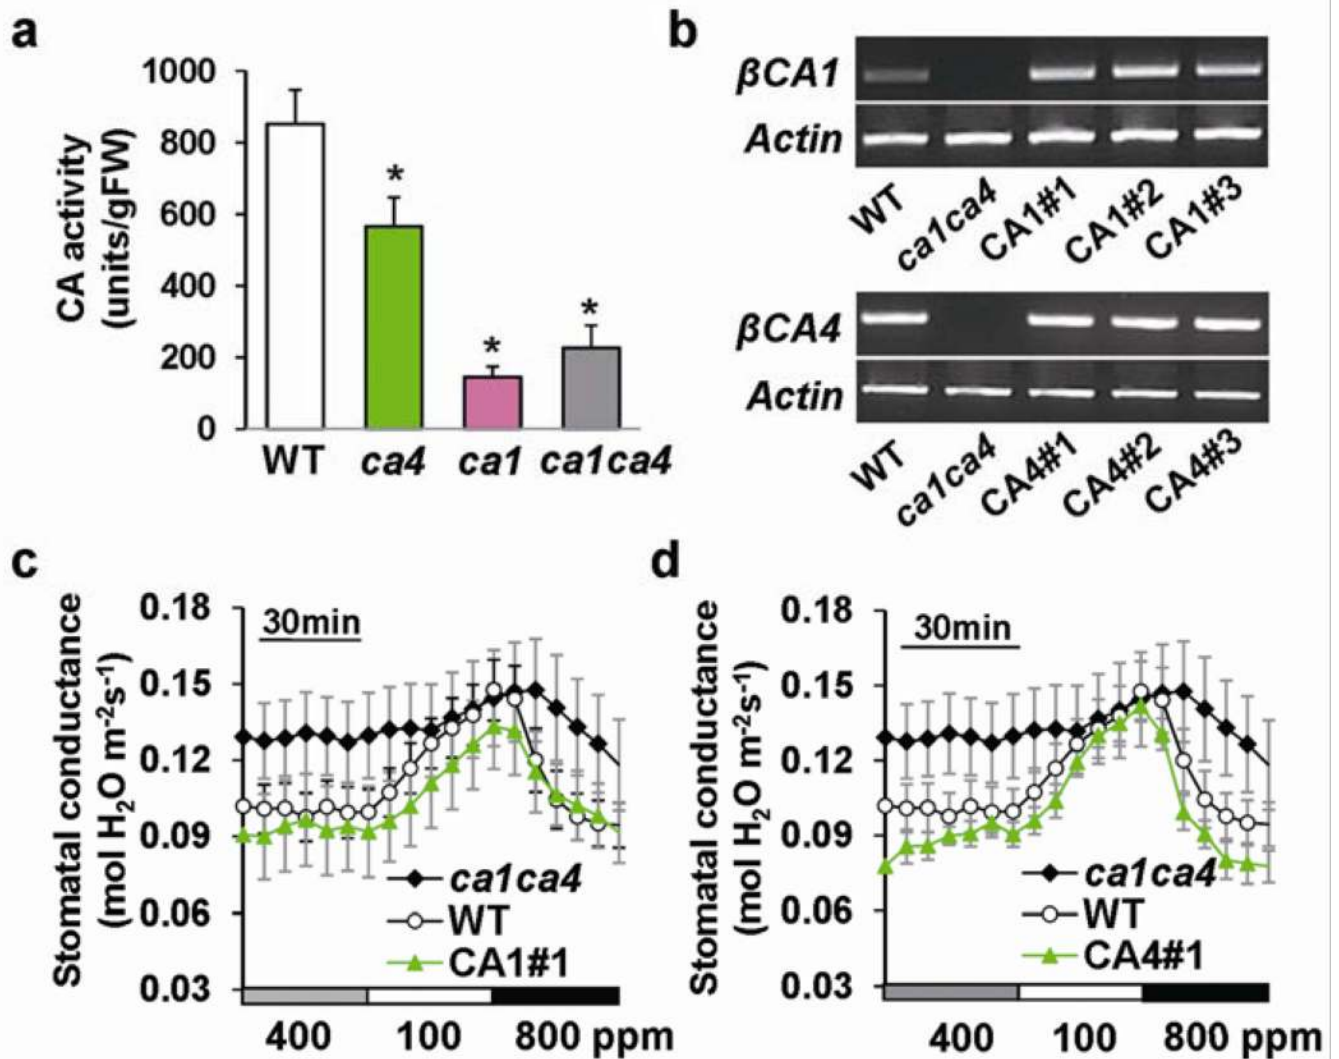 a
1000
800
600
400
200
0
CA activity
(units/gFW)
*
*
*
WT ca4 ca1 ca1ca4
b
βCA1
Actin
WT ca1ca4 CA1#1 CA1#2 CA1#3
βCA4
Actin
WT ca1ca4 CA4#1 CA4#2 CA4#3
c
Stomatal conductance
(mol H₂O m⁻²s⁻¹)
0.18
0.15
0.12
0.09
0.06
0.03
30min
ca1ca4
WT
CA1#1
400 100 800 ppm
d
Stomatal conductance
(mol H₂O m⁻²s⁻¹)
0.18
0.15
0.12
0.09
0.06
0.03
30min
ca1ca4
WT
CA4#1
400 100 800 ppm